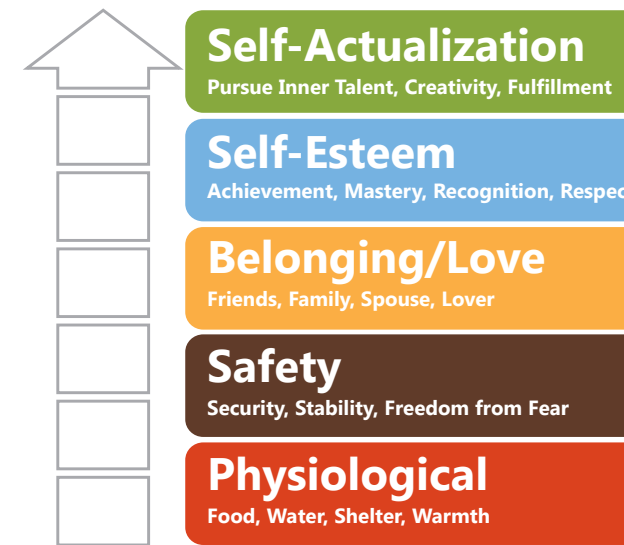 Self-Actualization
Pursue Inner Talent, Creativity, Fulfillment
Self-Esteem
Achievement, Mastery, Recognition, Respec
Belonging/Love
Friends, Family, Spouse, Lover
Safety
Security, Stability, Freedom from Fear
Physiological
Food, Water, Shelter, Warmth